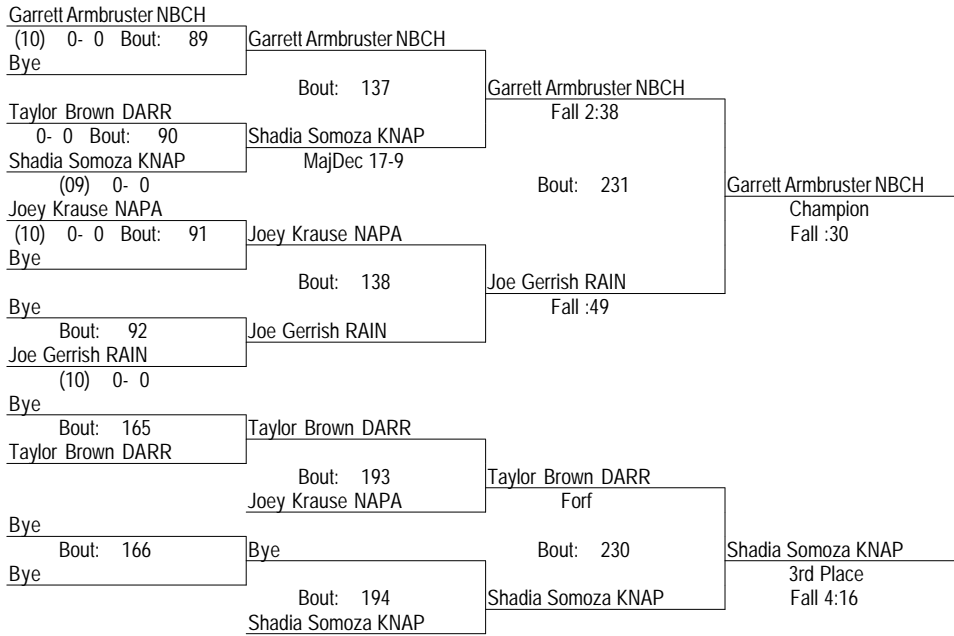 Garrett Armbruster NBCH
(10) 0- 0 Bout: 89
Garrett Armbruster NBCH
Bye
Bout: 137
Garrett Armbruster NBCH
Taylor Brown DARR
Fall 2:38
0- 0 Bout: 90
Shadia Somoza KNAP
Shadia Somoza KNAP
MajDec 17-9
(09) 0- 0
Bout: 231
Garrett Armbruster NBCH
Joey Krause NAPA
Champion
(10) 0- 0 Bout: 91
Joey Krause NAPA
Fall :30
Bye
Bout: 138
Joe Gerrish RAIN
Bye
Fall :49
Bout: 92
Joe Gerrish RAIN
Joe Gerrish RAIN
(10) 0- 0
Bye
Bout: 165
Taylor Brown DARR
Taylor Brown DARR
Bout: 193
Taylor Brown DARR
Joey Krause NAPA
Forf
Bye
Bout: 166
Bye
Bout: 230
Shadia Somoza KNAP
Bye
3rd Place
Bout: 194
Shadia Somoza KNAP
Fall 4:16
Shadia Somoza KNAP